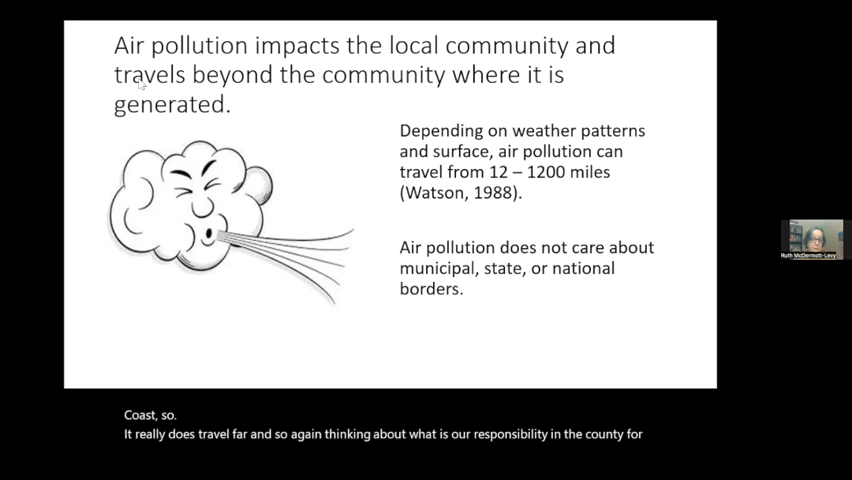 Air pollution impacts the local community and
travels beyond the community where it is
generated.
Depending on weather patterns
and surface, air pollution can
travel from 12 – 1200 miles
(Watson, 1988).
Air pollution does not care about
municipal, state, or national
borders.
Ruth McDermott-Levy
Coast, so.
It really does travel far and so again thinking about what is our responsibility in the county for